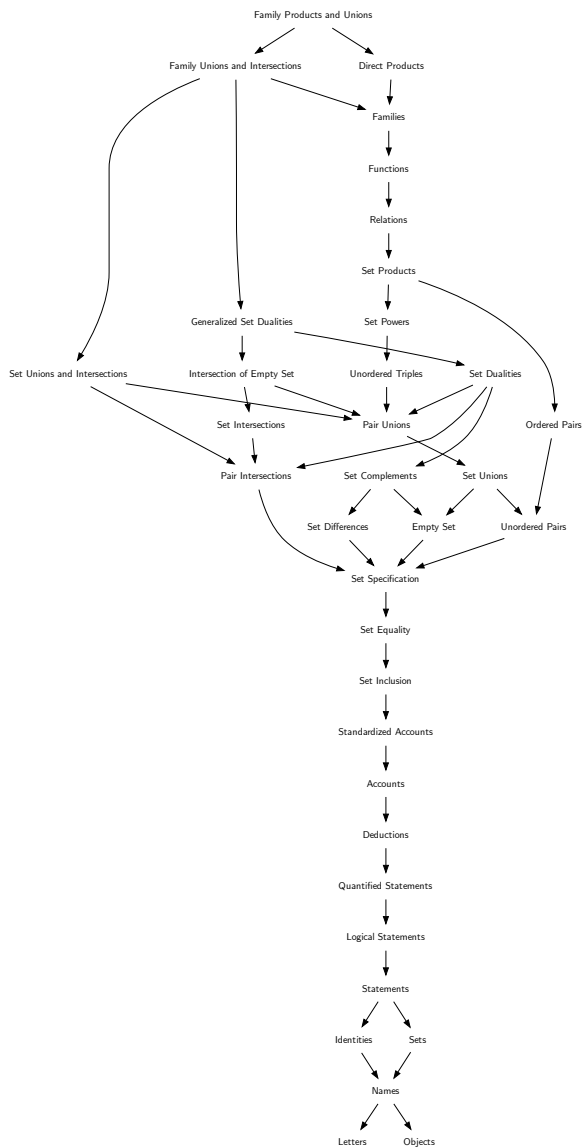 Family Products and Unions
Family Unions and Intersections
Direct Products
Families
Functions
Relations
Set Products
Generalized Set Dualities
Set Powers
Set Unions and Intersections
Intersection of Empty Set
Unordered Triples
Set Dualities
Set Intersections
Pair Unions
Ordered Pairs
Pair Intersections
Set Complements
Set Unions
Set Differences
Empty Set
Unordered Pairs
Set Specification
Set Equality
Set Inclusion
Standardized Accounts
Accounts
Deductions
Quantified Statements
Logical Statements
Statements
Identities
Sets
Names
Letters
Objects